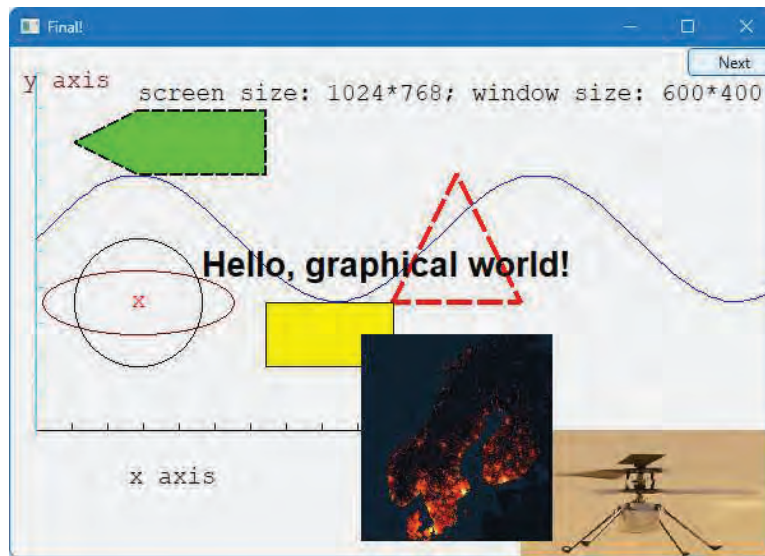 Final!
Next
y axis
screen size: 1024*768; window size: 600*400
Hello, graphical world!
x
x axis